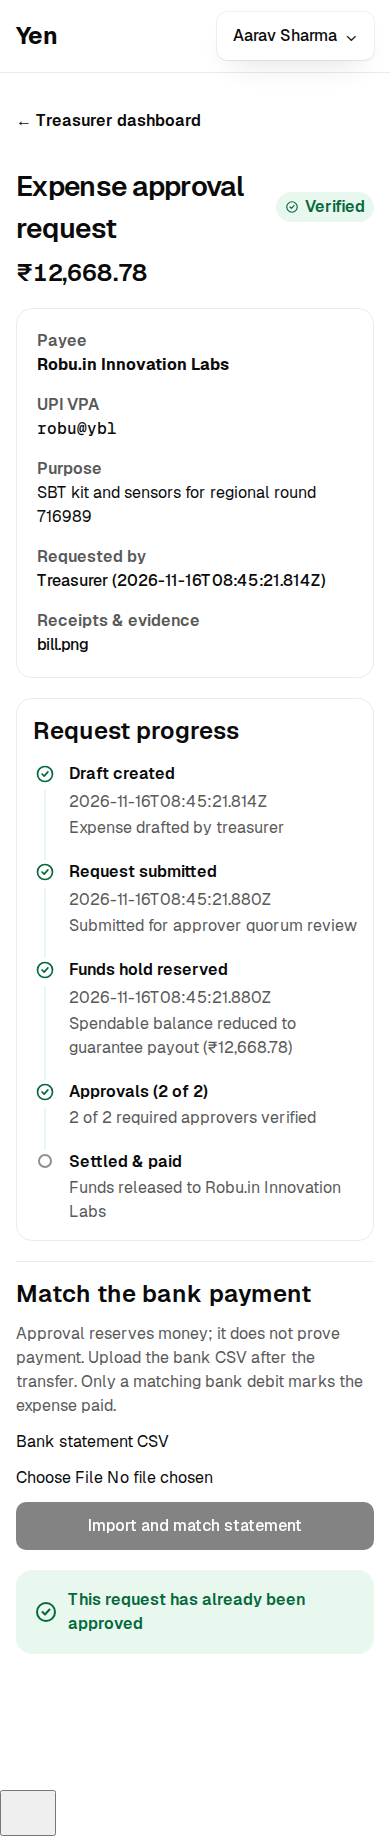 Yen
Aarav Sharma
← Treasurer dashboard
Expense approval
request
Verified
₹12,668.78
Payee
Robu.in Innovation Labs
UPI VPA
robu@ybl
Purpose
SBT kit and sensors for regional round
716989
Requested by
Treasurer (2026-11-16T08:45:21.814Z)
Receipts & evidence
bill.png
Request progress
Draft created
2026-11-16T08:45:21.814Z
Expense drafted by treasurer
Request submitted
2026-11-16T08:45:21.880Z
Submitted for approver quorum review
Funds hold reserved
2026-11-16T08:45:21.880Z
Spendable balance reduced to
guarantee payout (₹12,668.78)
Approvals (2 of 2)
2 of 2 required approvers verified
Settled & paid
Funds released to Robu.in Innovation
Labs
Match the bank payment
Approval reserves money; it does not prove
payment. Upload the bank CSV after the
transfer. Only a matching bank debit marks the
expense paid.
Bank statement CSV
Choose File No file chosen
Import and match statement
This request has already been
approved